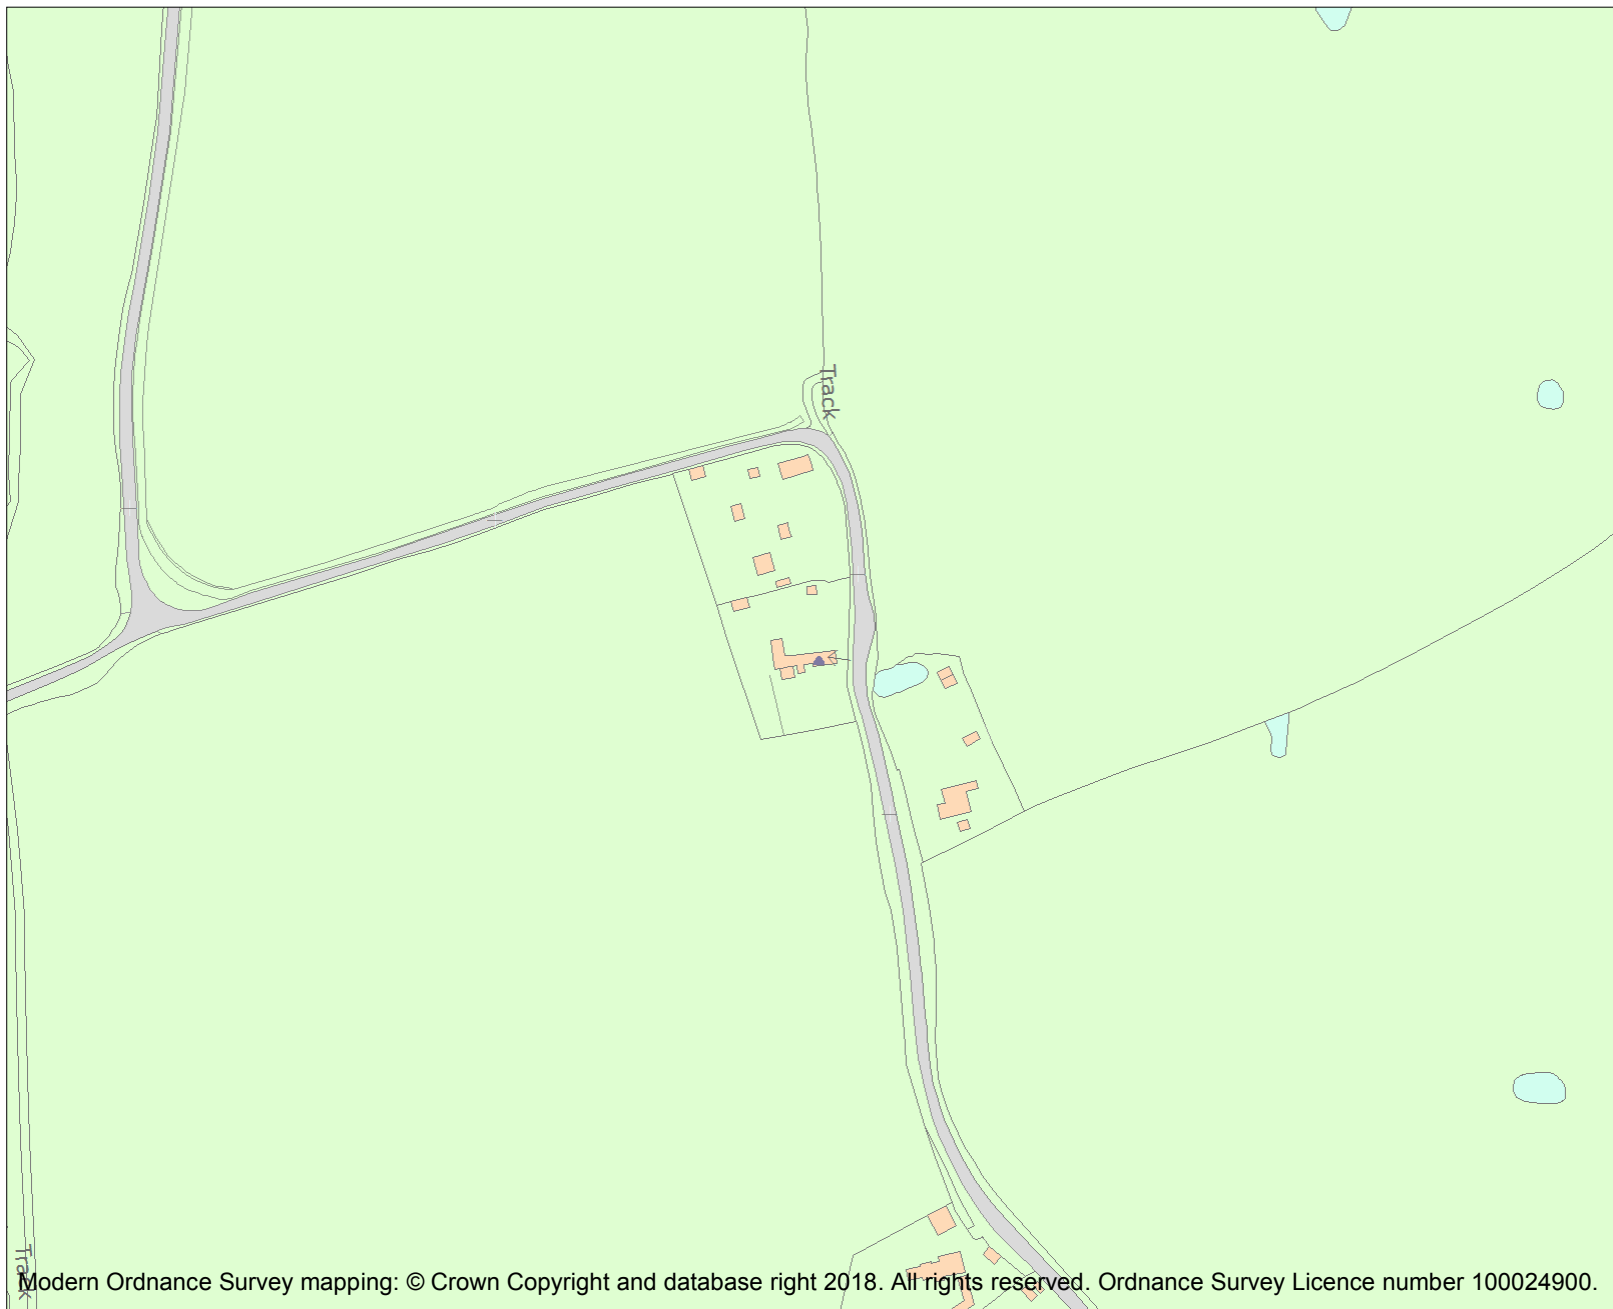 Track
Track
Modern Ordnance Survey mapping: © Crown Copyright and database right 2018. All rights reserved. Ordnance Survey Licence number 100024900.